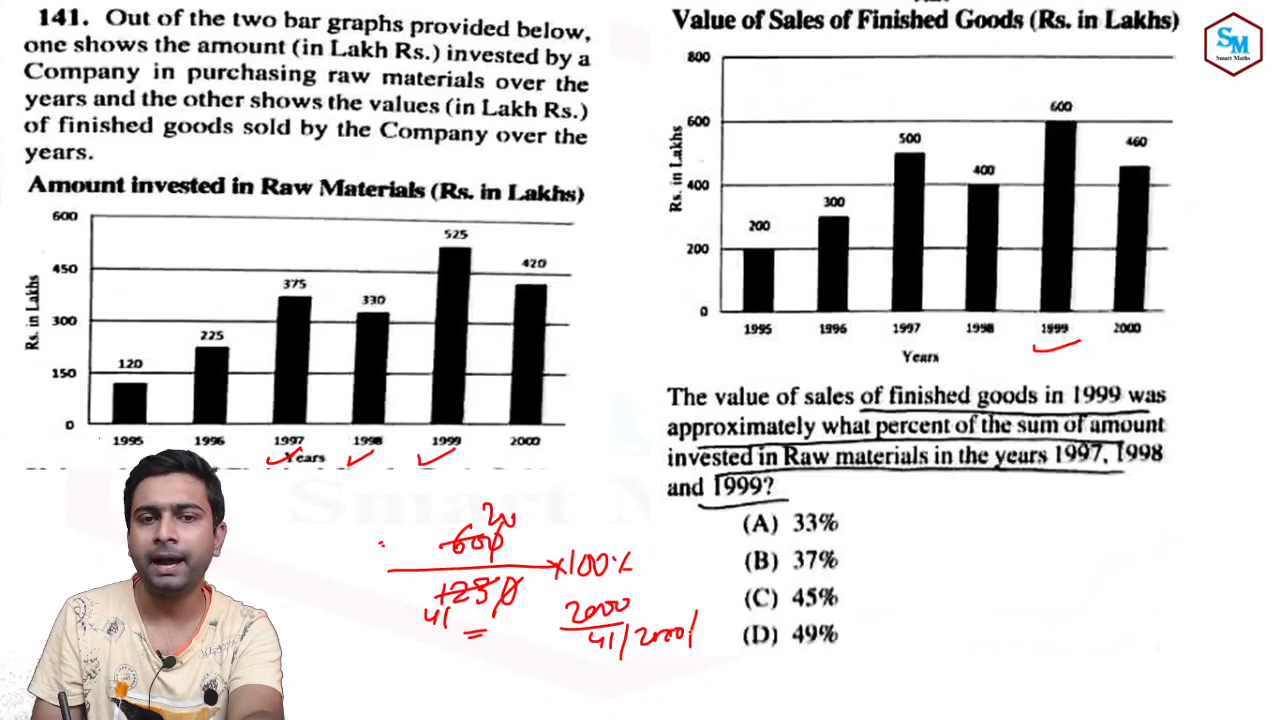 141. Out of the two bar graphs provided below,
one shows the amount (in Lakh Rs.) invested by a
Company in purchasing raw materials over the
years and the other shows the values (in Lakh Rs.)
of finished goods sold by the Company over the
years.
Amount invested in Raw Materials (Rs. in Lakhs)
600
450
300
150
0
Rs. in Lakhs
120
225
375
330
525
420
1995 1996 1997 1998 1999 2000
Years
Value of Sales of Finished Goods (Rs. in Lakhs)
SM
Smart Maths
800
600
400
200
0
Rs. in Lakhs
200
300
500
400
600
460
1995 1996 1997 1998 1999 2000
Years
The value of sales of finished goods in 1999 was
approximately what percent of the sum of amount
invested in Raw materials in the years 1997, 1998
and 1999?
(A) 33%
(B) 37%
(C) 45%
(D) 49%
20
600
×100%
1230
41
2000
41
2000